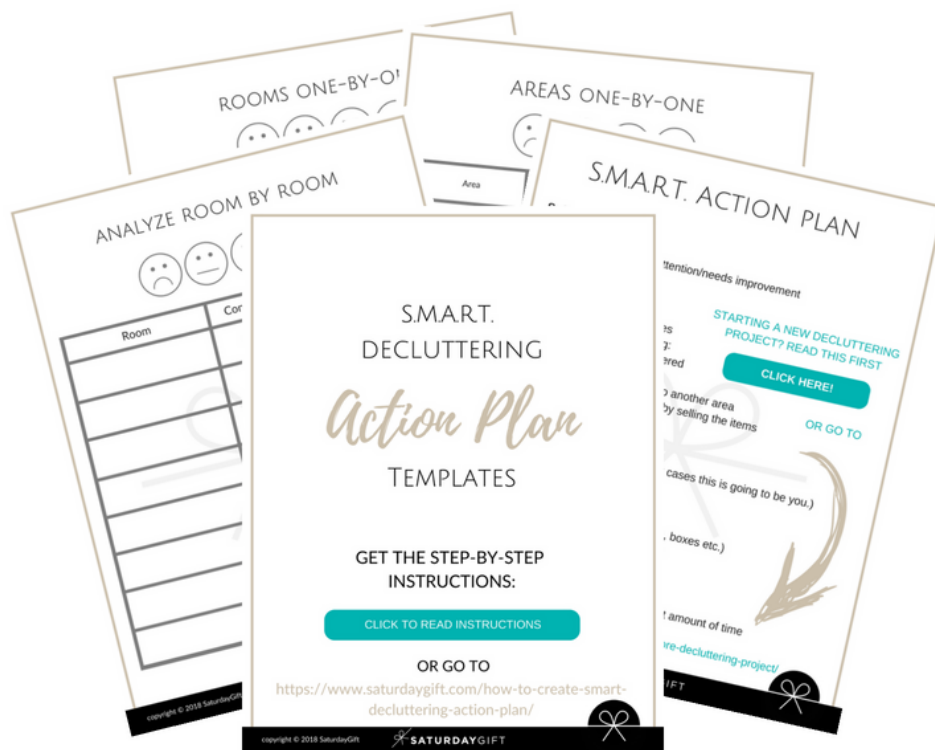 ROOMS ONE-BY-
AREAS ONE-BY-ONE
Area
ANALYZE ROOM BY ROOM
Room
S.M.A.R.T. ACTION PLAN
/needs improvement
STARTING A NEW DECLUTTERING
PROJECT? READ THIS FIRST
CLICK HERE!
another area
by selling the items
OR GO TO
cases this is going to be you.)
, boxes etc.)
amount of time
-decluttering-project/
copyright © 2018 SaturdayGift
S.M.A.R.T.
DECLUTTERING
Action Plan
TEMPLATES
GET THE STEP-BY-STEP
INSTRUCTIONS:
CLICK TO READ INSTRUCTIONS
OR GO TO
https://www.saturdaygift.com/how-to-create-smart-
decluttering-action-plan/
copyright © 2018 SaturdayGift
SATURDAYGIFT